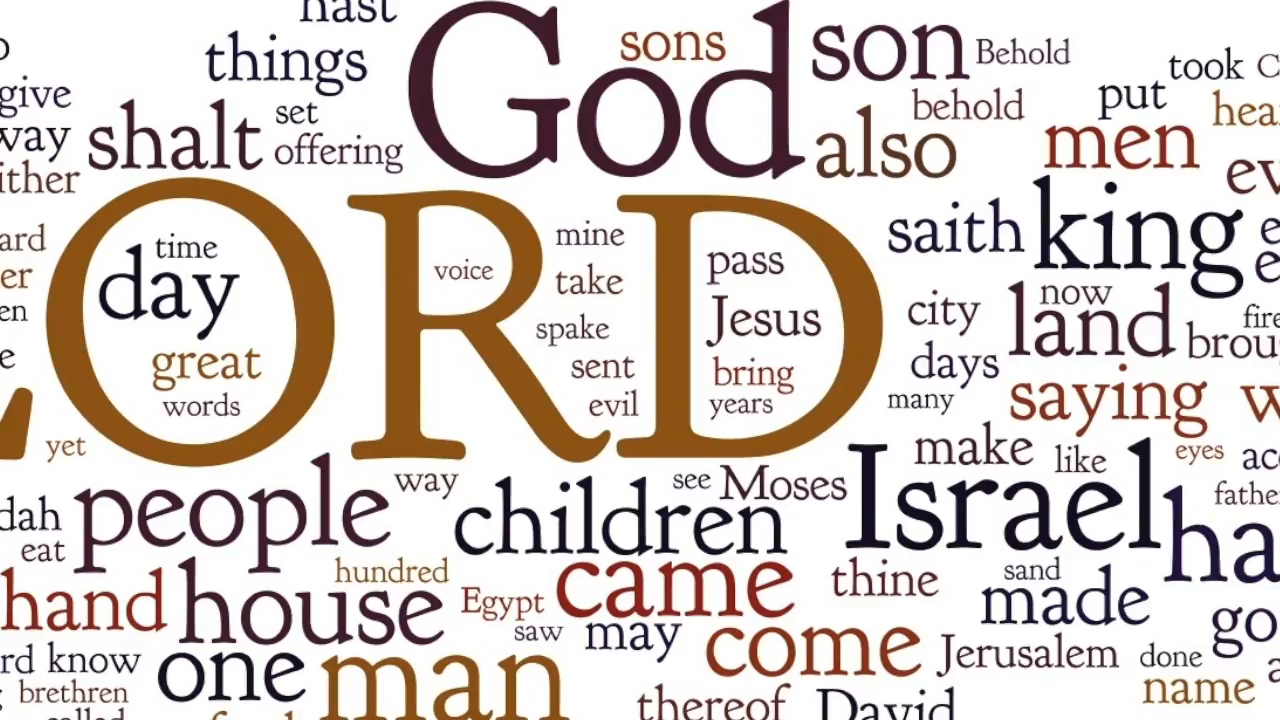 hast
things
God
sons
son
Behold
took
give
put
behold
way
shalt
set
offering
also
men
saith
king
LORD
time
day
great
words
voice
mine
take
spake
sent
evil
pass
Jesus
bring
years
city
now
land
days
many
saying
yet
make
like
eyes
people
way
children
see
Moses
Israel
eat
hundred
sand
hand
house
Egypt
came
thine
made
saw
may
know
one
man
come
Jerusalem
done
brethren
name
thereof
David